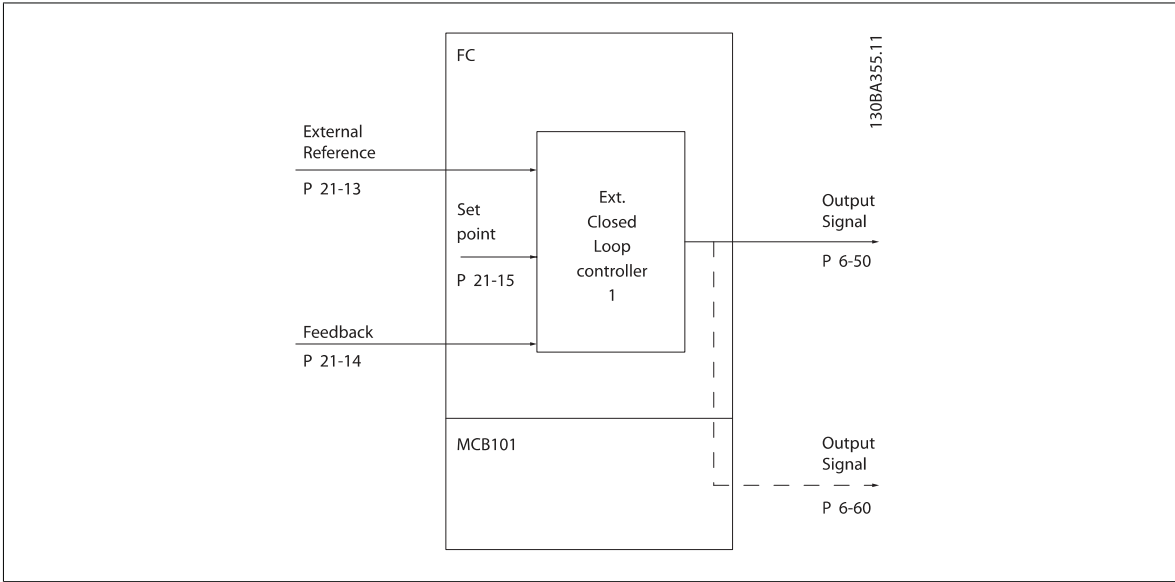 FC
130BA355.11
External
Reference
P 21-13
Set
point
P 21-15
Feedback
P 21-14
Ext.
Closed
Loop
controller
1
Output
Signal
P 6-50
MCB101
Output
Signal
P 6-60